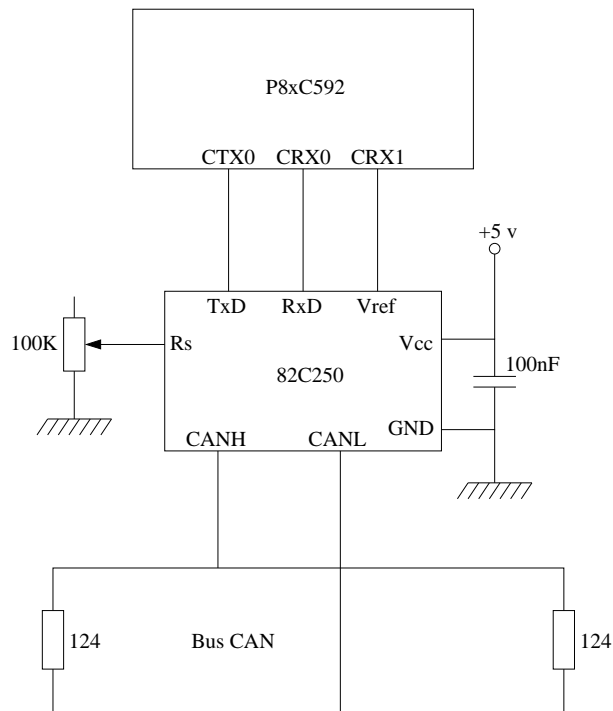 P8xC592
CTX0 CRX0 CRX1
+5 v
TxD RxD Vref
100K
Rs
Vcc
100nF
82C250
GND
CANH CANL
124
Bus CAN
124